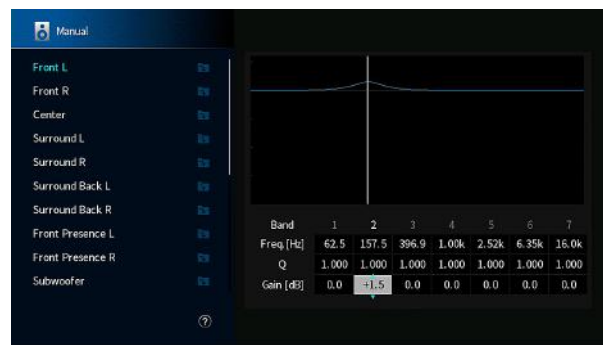 Manual
Front L
Front R
Center
Surround L
Surround R
Surround Back L
Surround Back R
Front Presence L
Front Presence R
Subwoofer
?
Band 1 2 3 4 5 6 7
Freq.[Hz] 62.5 157.5 396.9 1.00k 2.52k 6.35k 16.0k
Q 1.000 1.000 1.000 1.000 1.000 1.000 1.000
Gain [dB] 0.0 +1.5 0.0 0.0 0.0 0.0 0.0